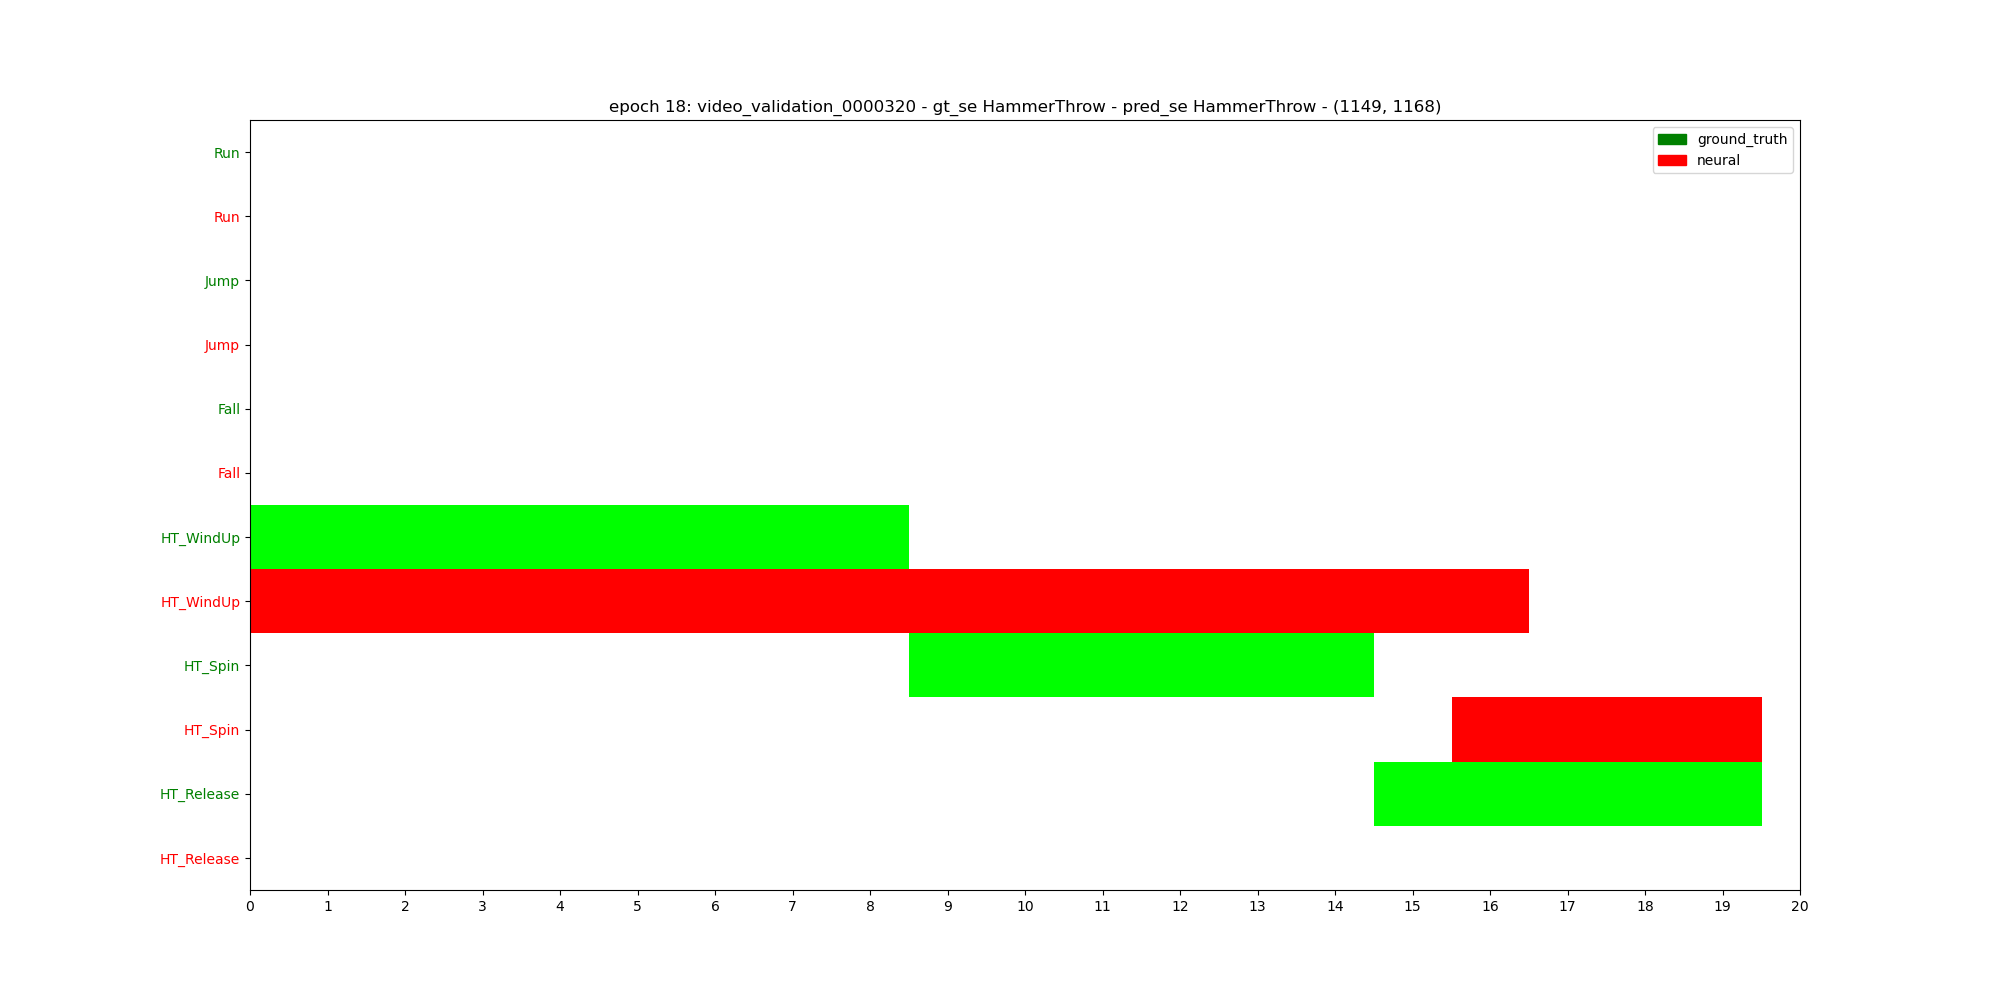 epoch 18: video_validation_0000320 - gt_se HammerThrow - pred_se HammerThrow - (1149, 1168)
ground_truth
neural
Run
Run
Jump
Jump
Fall
Fall
HT_WindUp
HT_WindUp
HT_Spin
HT_Spin
HT_Release
HT_Release
0 1 2 3 4 5 6 7 8 9 10 11 12 13 14 15 16 17 18 19 20